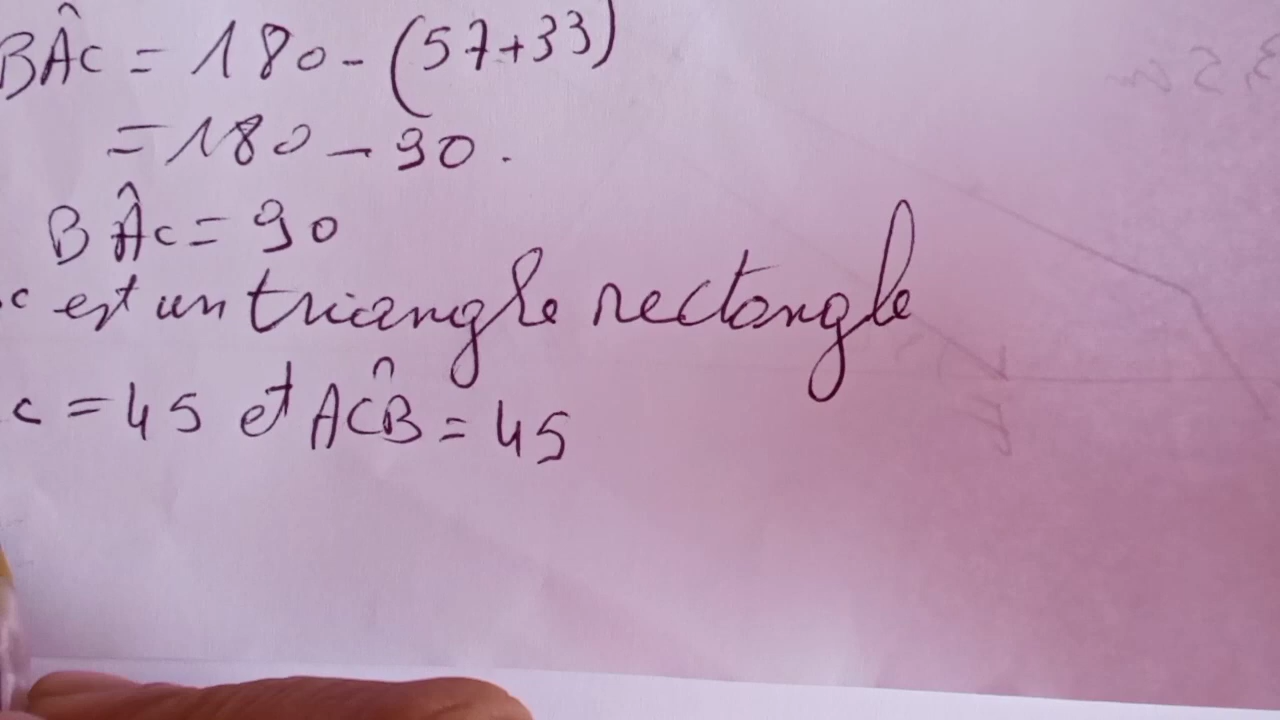 BÂC = 180 - (57+33)
= 180 - 90.
BÂC = 90
c est un triangle rectangle
c = 45 et AĈB = 45